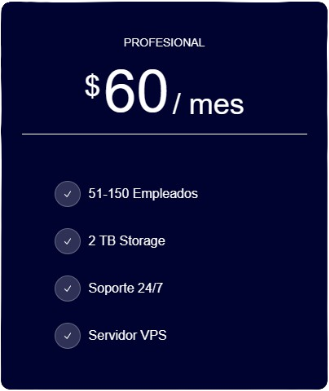 PROFESIONAL
$60/ mes
51-150 Empleados
2 TB Storage
Soporte 24/7
Servidor VPS